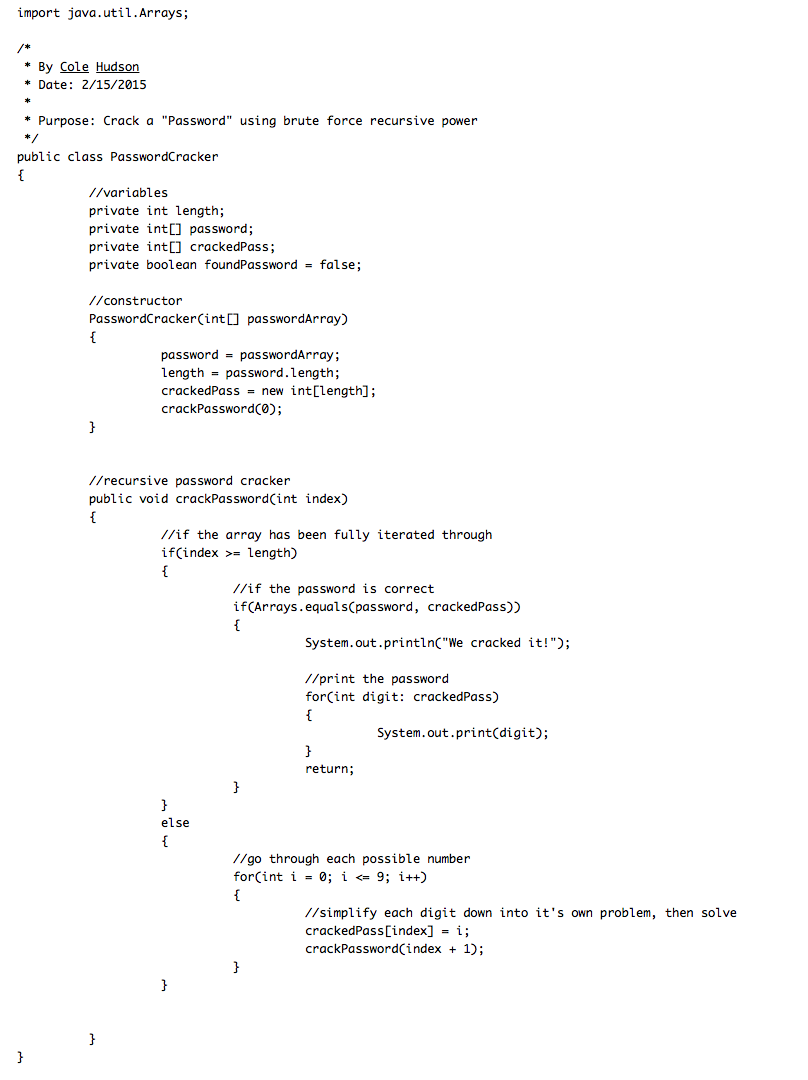 import java.util.Arrays;
/*
 * By Cole Hudson
 * Date: 2/15/2015
 *
 * Purpose: Crack a "Password" using brute force recursive power
 */
public class PasswordCracker
{
	//variables
	private int length;
	private int[] password;
	private int[] crackedPass;
	private boolean foundPassword = false;
	//constructor
	PasswordCracker(int[] passwordArray)
	{
		password = passwordArray;
		length = password.length;
		crackedPass = new int[length];
		crackPassword(0);
	}
	//recursive password cracker
	public void crackPassword(int index)
	{
		//if the array has been fully iterated through
		if(index >= length)
		{
			//if the password is correct
			if(Arrays.equals(password, crackedPass))
			{
				System.out.println("We cracked it!");
				//print the password
				for(int digit: crackedPass)
				{
					System.out.print(digit);
				}
				return;
			}
		}
		else
		{
			//go through each possible number
			for(int i = 0; i <= 9; i++)
			{
				//simplify each digit down into it's own problem, then solve
				crackedPass[index] = i;
				crackPassword(index + 1);
			}
		}
	}
}